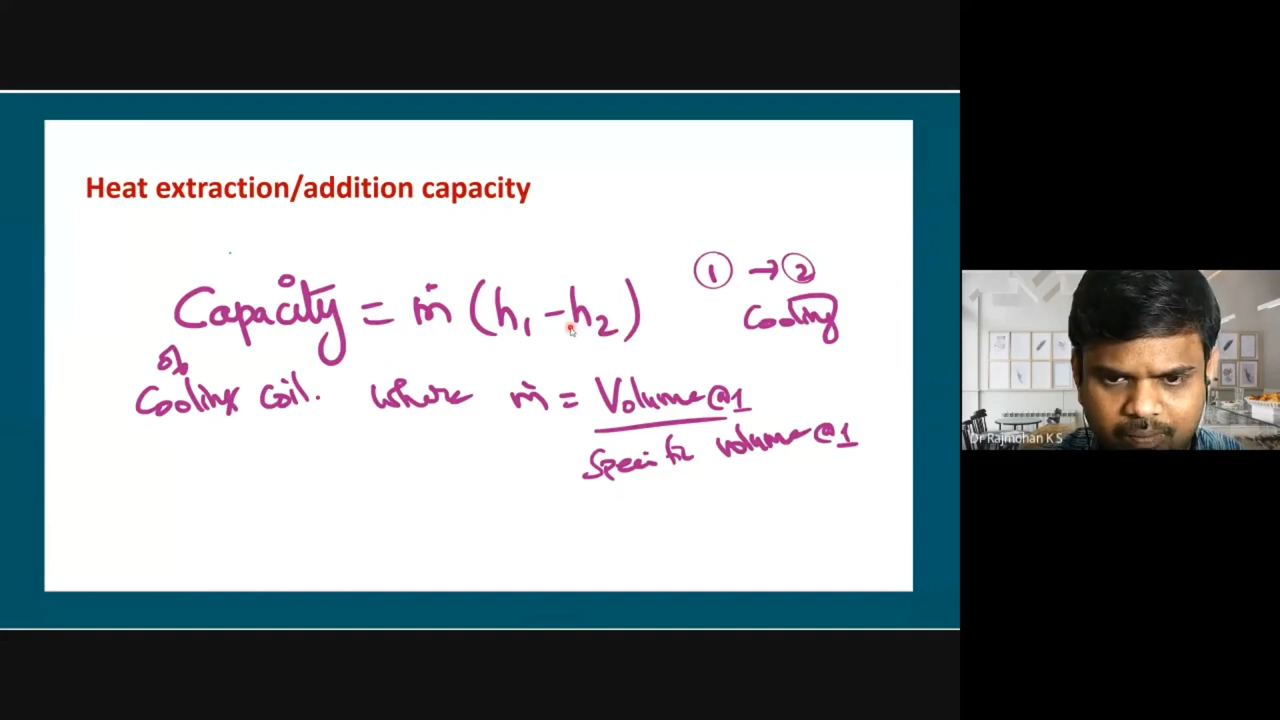 Heat extraction/addition capacity
Capacity = ṁ (h₁ - h₂)
① → ②
Cooling
of
Cooling coil. where ṁ = Volume@1
Specific volume @1
Dr Rajmohan K S